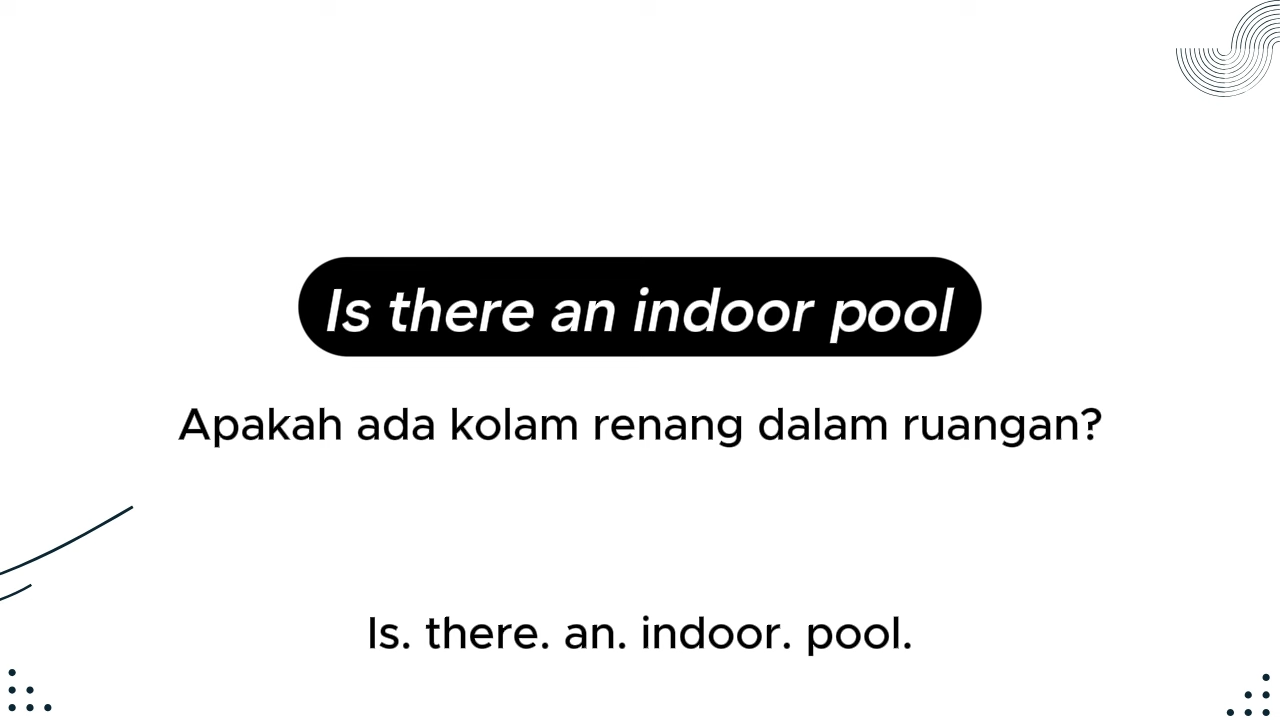 Is there an indoor pool
Apakah ada kolam renang dalam ruangan?
Is. there. an. indoor. pool.